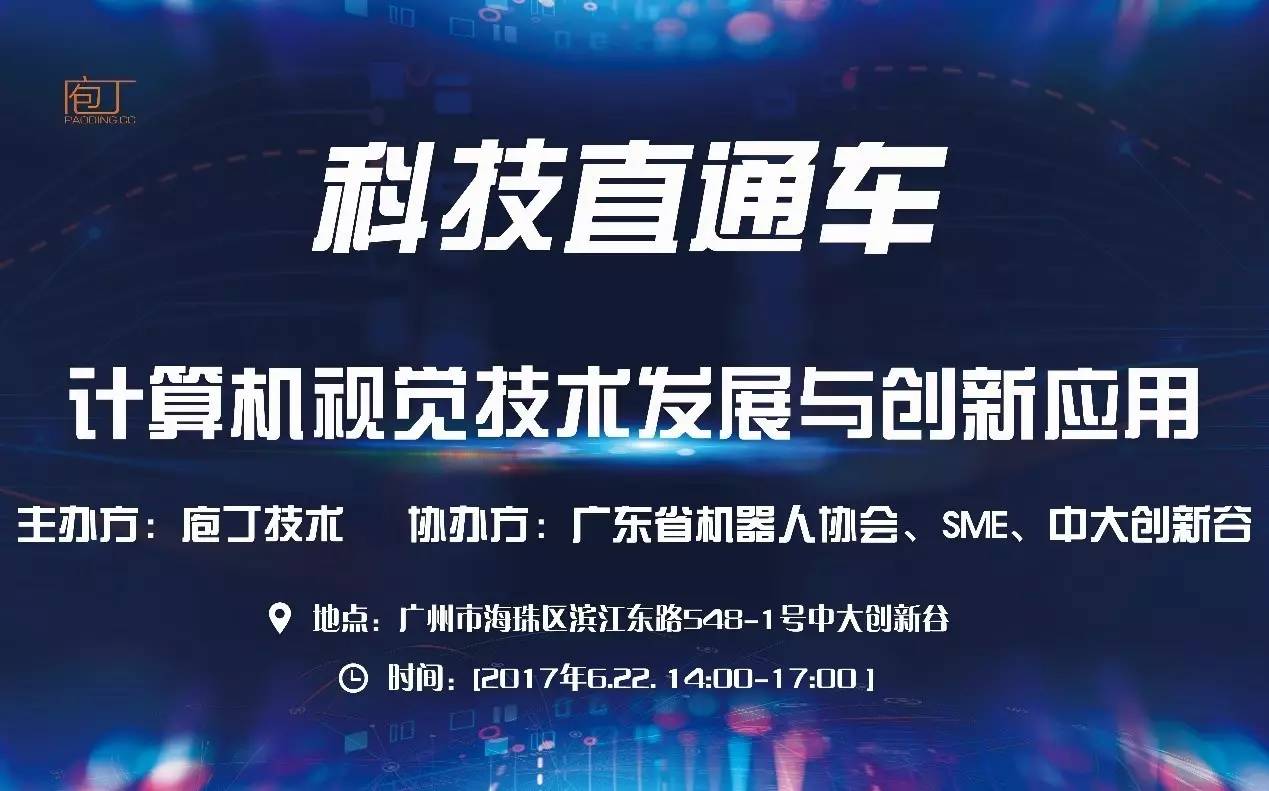 庖丁
PAODING.CC
科技直通车
计算机视觉技术发展与创新应用
主办方：庖丁技术 协办方：广东省机器人协会、SME、中大创新谷
地点：广州市海珠区滨江东路548-1号中大创新谷
时间：[2017年6.22. 14:00-17:00 ]